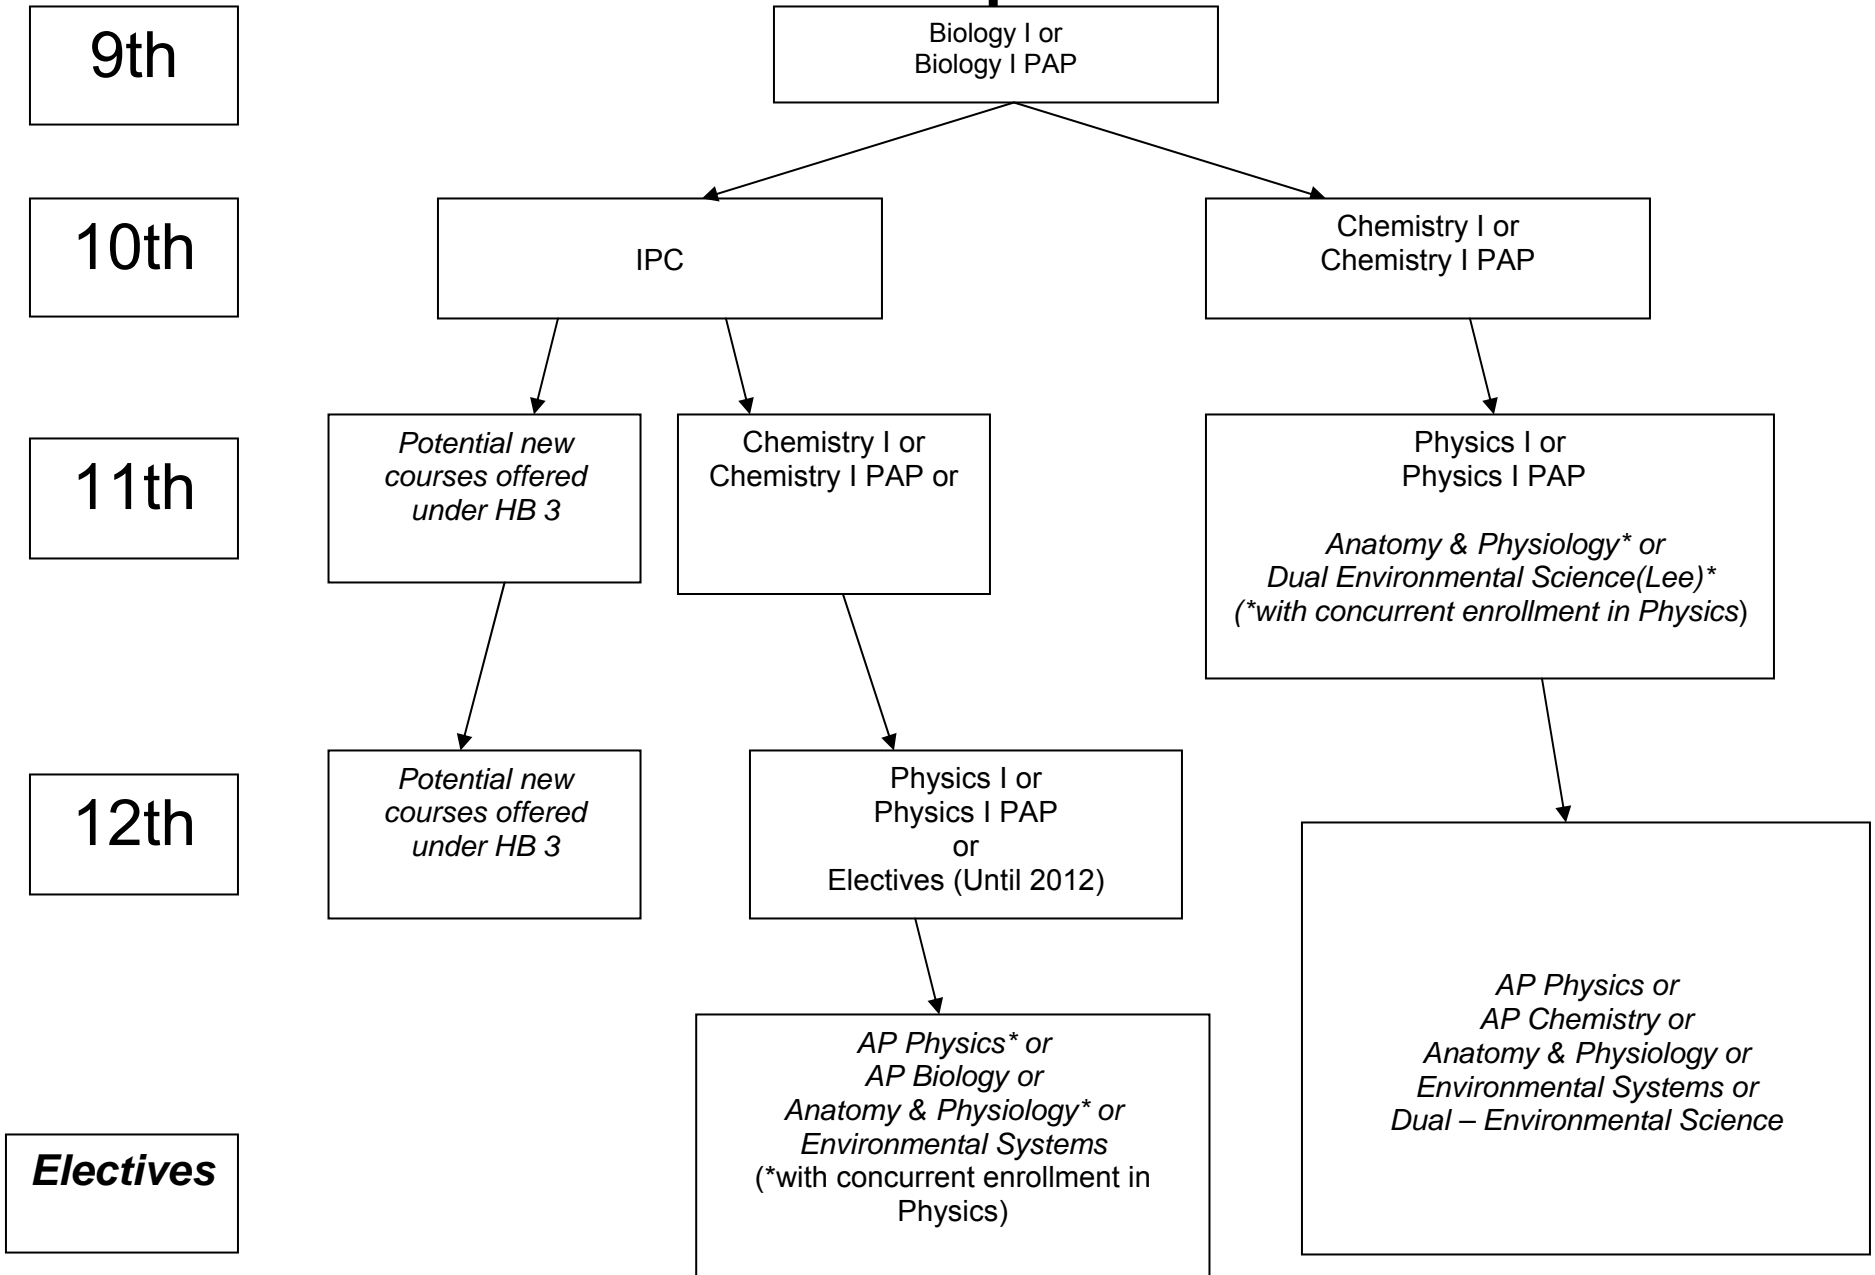 9th
Biology I or
Biology I PAP
10th
IPC
Chemistry I or
Chemistry I PAP
11th
Potential new
courses offered
under HB 3
Chemistry I or
Chemistry I PAP or
Physics I or
Physics I PAP
Anatomy & Physiology* or
Dual Environmental Science(Lee)*
(*with concurrent enrollment in Physics)
12th
Potential new
courses offered
under HB 3
Physics I or
Physics I PAP
or
Electives (Until 2012)
Electives
AP Physics* or
AP Biology or
Anatomy & Physiology* or
Environmental Systems
(*with concurrent enrollment in
Physics)
AP Physics or
AP Chemistry or
Anatomy & Physiology or
Environmental Systems or
Dual – Environmental Science